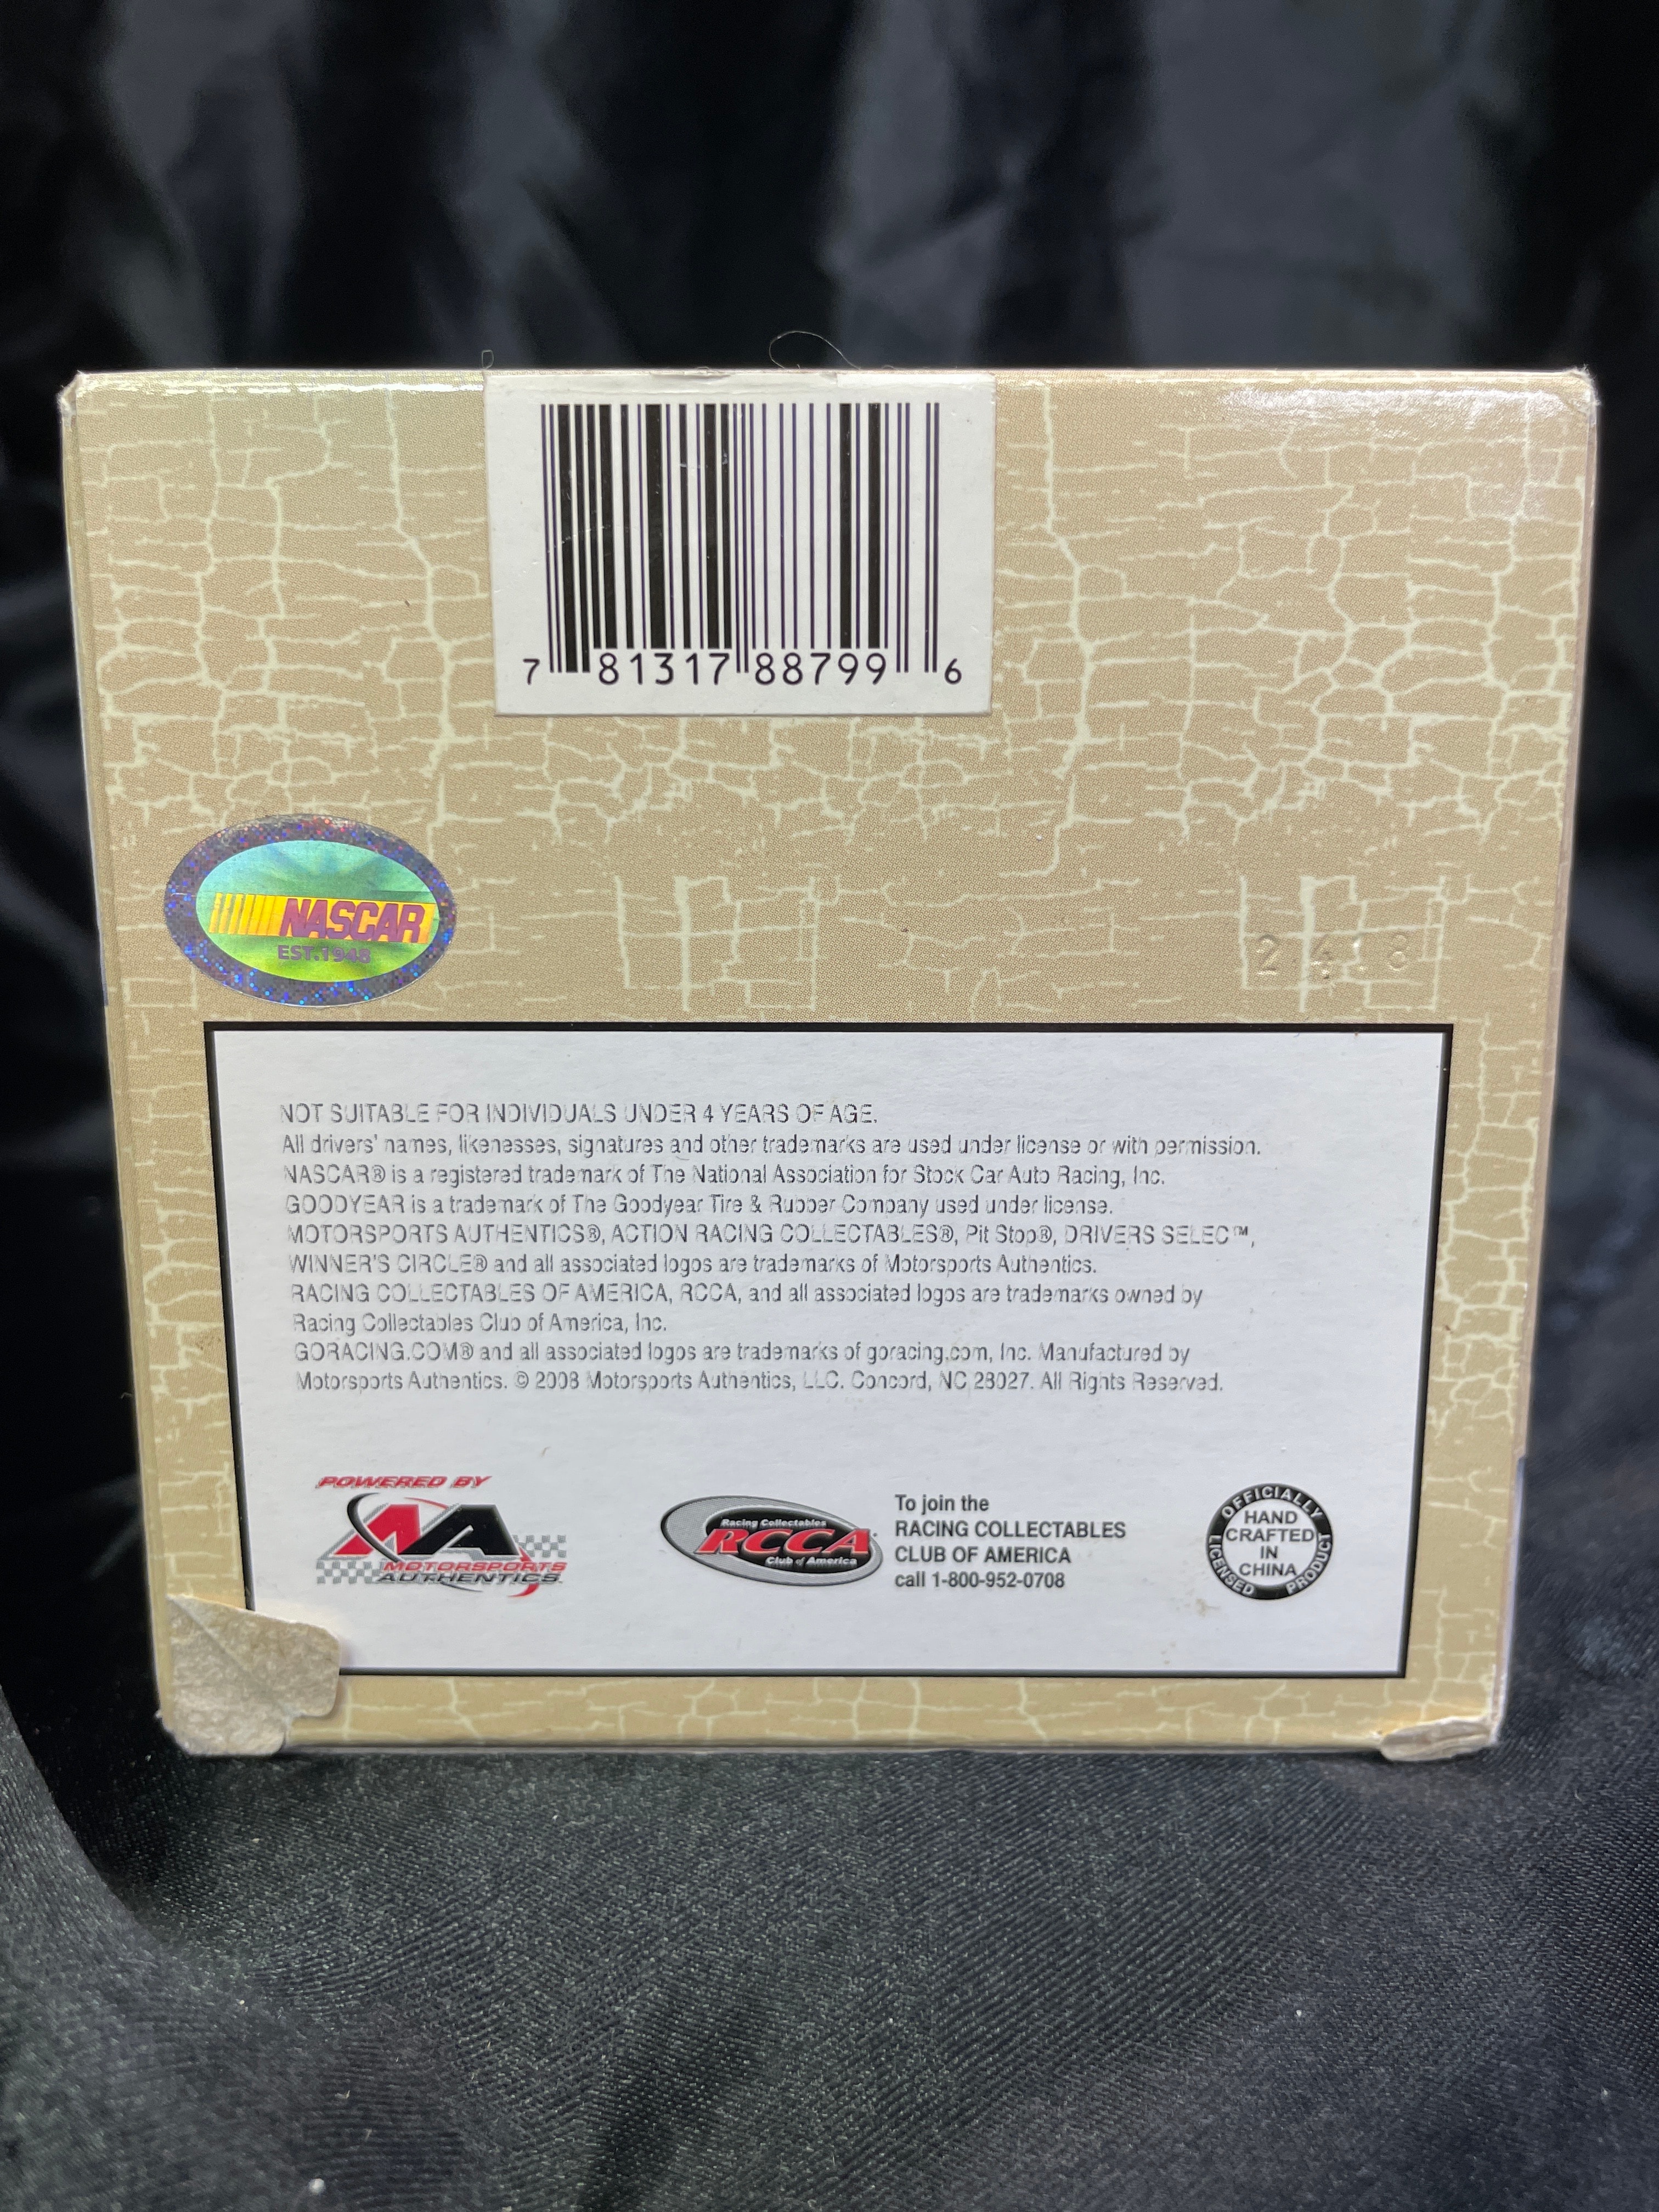 7 81317 88799 6
NASCAR
EST.1948
2.4.8
NOT SUITABLE FOR INDIVIDUALS UNDER 4 YEARS OF AGE.
All drivers' names, likenesses, signatures and other trademarks are used under license or with permission.
NASCAR® is a registered trademark of The National Association for Stock Car Auto Racing, Inc.
GOODYEAR is a trademark of The Goodyear Tire & Rubber Company used under license.
MOTORSPORTS AUTHENTICS®, ACTION RACING COLLECTABLES®, Pit Stop®, DRIVERS SELEC™,
WINNER'S CIRCLE® and all associated logos are trademarks of Motorsports Authentics.
RACING COLLECTABLES OF AMERICA, RCCA, and all associated logos are trademarks owned by
Racing Collectables Club of America, Inc.
GORACING.COM® and all associated logos are trademarks of goracing.com, Inc. Manufactured by
Motorsports Authentics. © 2008 Motorsports Authentics, LLC. Concord, NC 28027. All Rights Reserved.
POWERED BY
MA
MOTORSPORTS
AUTHENTICS
Racing Collectables
RCCA
Club of America
To join the
RACING COLLECTABLES
CLUB OF AMERICA
call 1-800-952-0708
OFFICIALLY LICENSED PRODUCT
HAND
CRAFTED
IN
CHINA